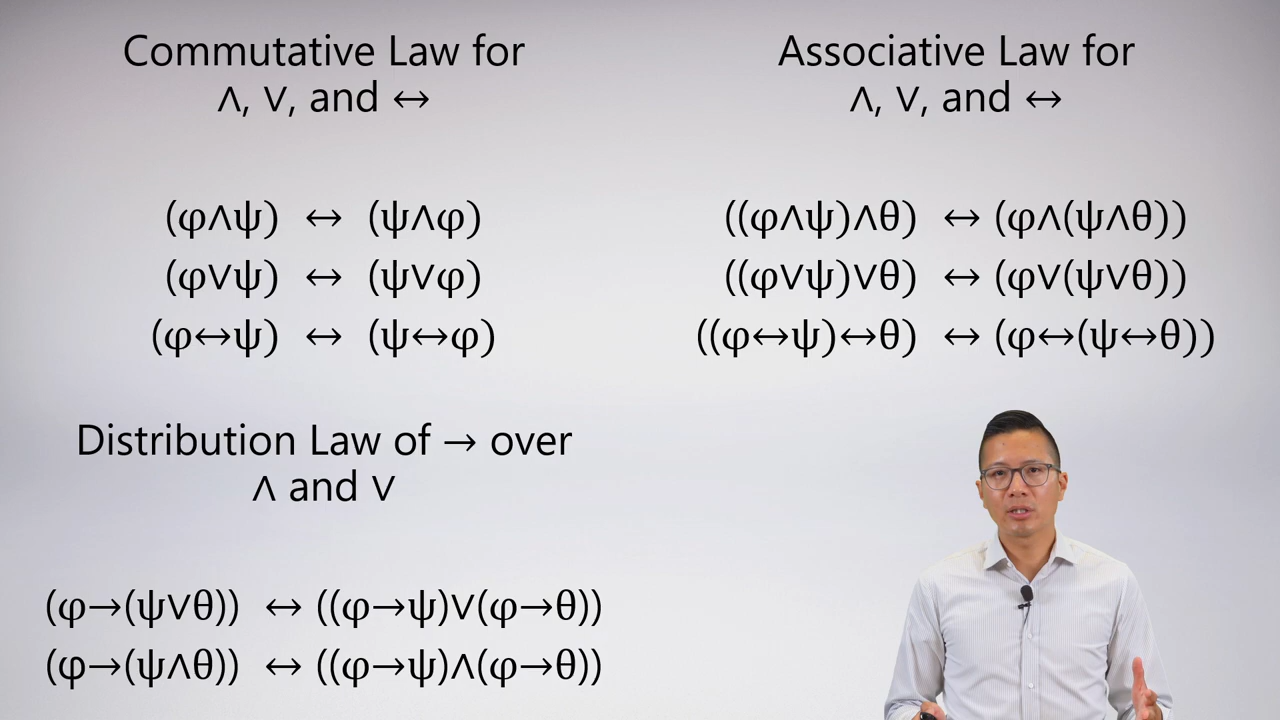 Commutative Law for
∧, ∨, and ↔
(φ∧ψ) ↔ (ψ∧φ)
(φ∨ψ) ↔ (ψ∨φ)
(φ↔ψ) ↔ (ψ↔φ)
Associative Law for
∧, ∨, and ↔
((φ∧ψ)∧θ) ↔ (φ∧(ψ∧θ))
((φ∨ψ)∨θ) ↔ (φ∨(ψ∨θ))
((φ↔ψ)↔θ) ↔ (φ↔(ψ↔θ))
Distribution Law of → over
∧ and ∨
(φ→(ψ∨θ)) ↔ ((φ→ψ)∨(φ→θ))
(φ→(ψ∧θ)) ↔ ((φ→ψ)∧(φ→θ))